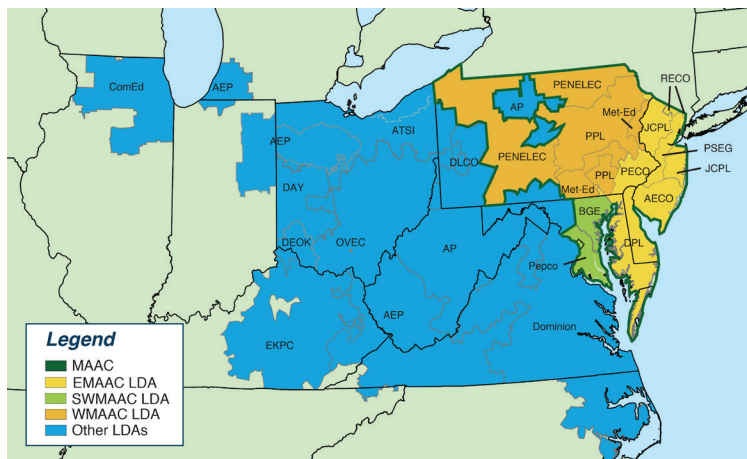 ComEd
AEP
AEP
ATSI
DAY
DEOK
OVEC
DLCO
PENELEC
AP
PENELEC
PPL
Met-Ed
PPL
Met-Ed
RECO
JCPL
PSEG
JCPL
PECO
AECO
BGE
DPL
Pepco
AP
AEP
Dominion
EKPC
Legend
MAAC
EMAAC LDA
SWMAAC LDA
WMAAC LDA
Other LDAs